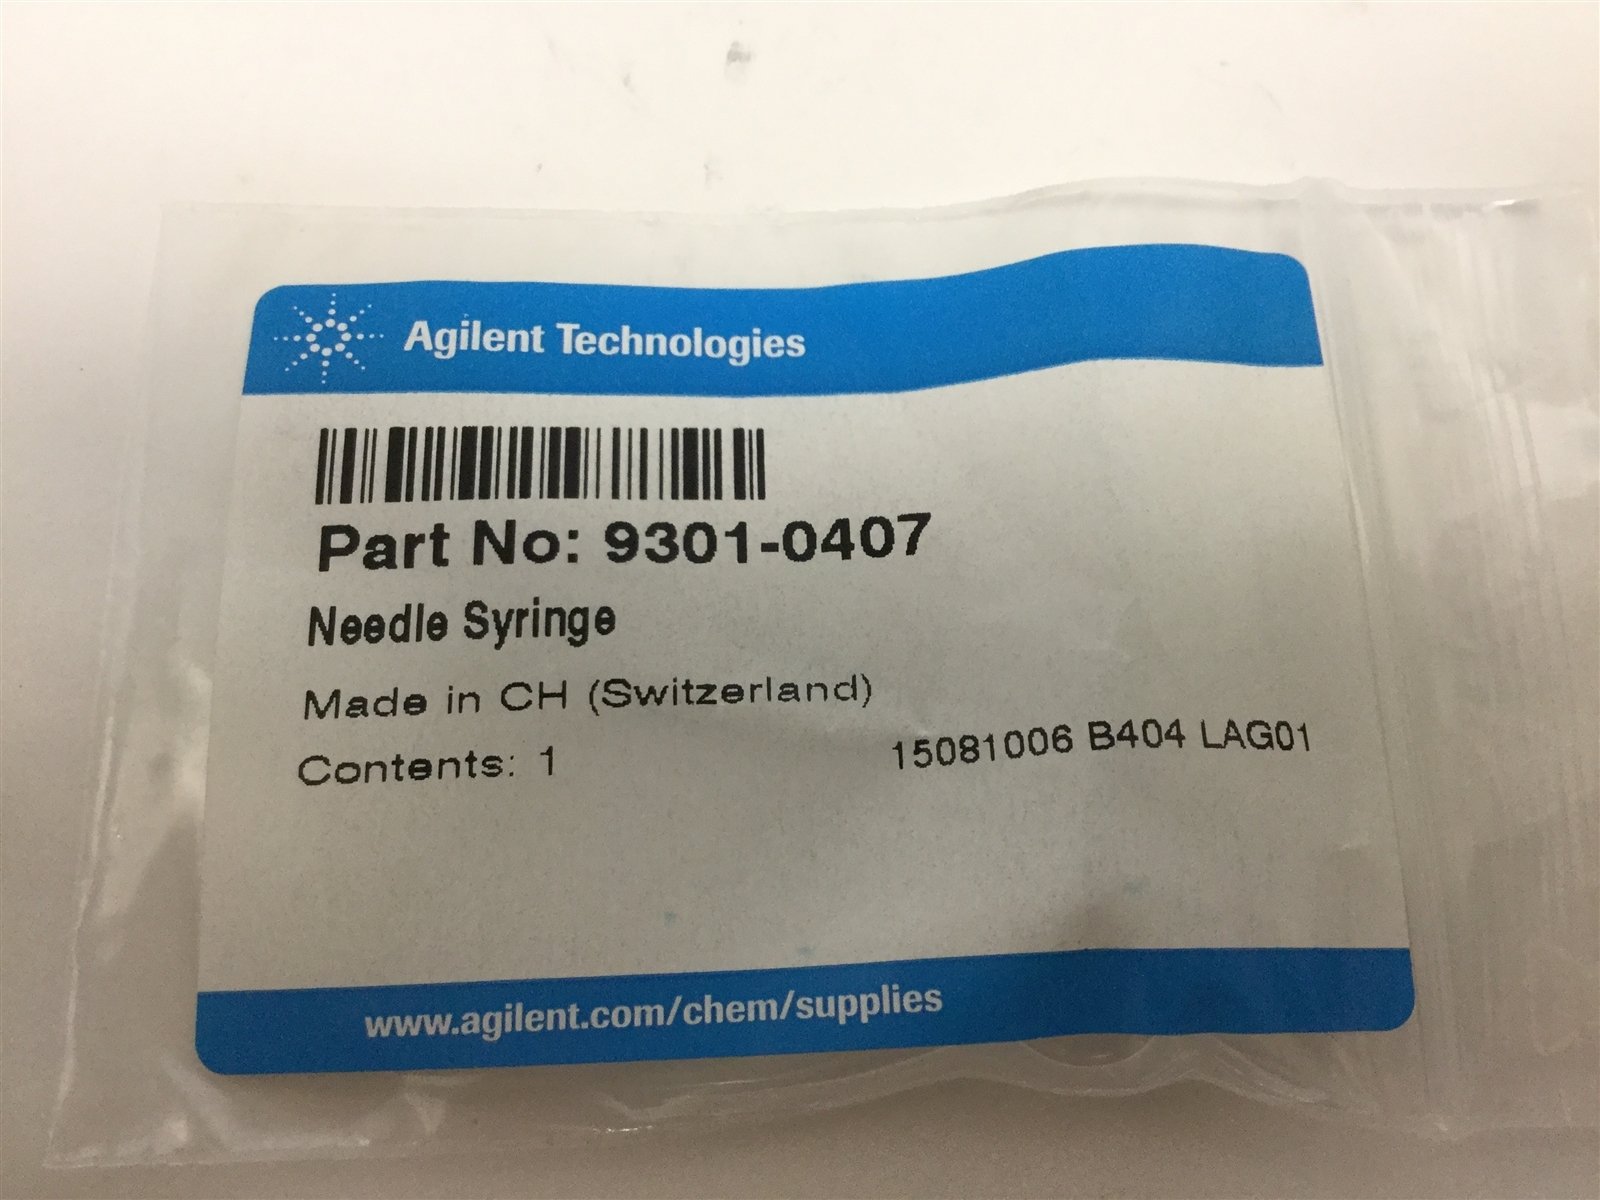 Agilent Technologies
Part No: 9301-0407
Needle Syringe
Made in CH (Switzerland)
Contents: 1
15081006 B404 LAG01
www.agilent.com/chem/supplies